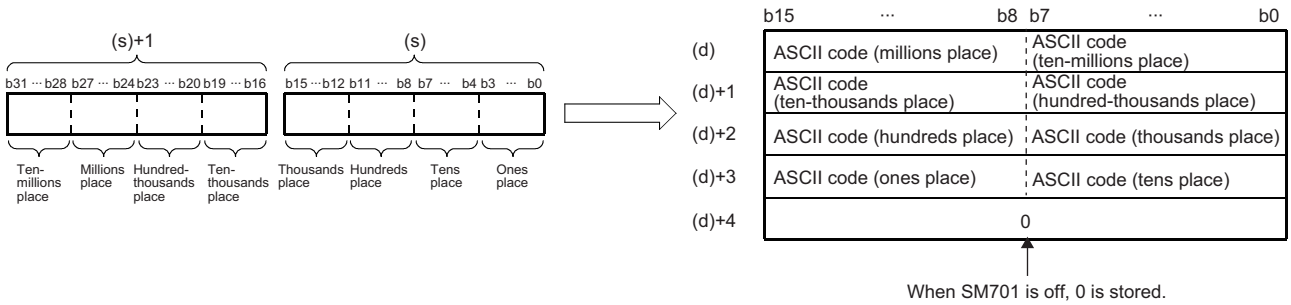 (s)+1
(s)
b31 ··· b28 b27 ··· b24 b23 ··· b20 b19 ··· b16
b15 ···b12 b11 ··· b8 b7 ··· b4 b3 ··· b0
Ten-
millions
place
Millions
place
Hundred-
thousands
place
Ten-
thousands
place
Thousands
place
Hundreds
place
Tens
place
Ones
place
b15 ··· b8 b7 ··· b0
(d)
ASCII code (millions place)
ASCII code
(ten-millions place)
(d)+1
ASCII code
(ten-thousands place)
ASCII code
(hundred-thousands place)
(d)+2
ASCII code (hundreds place)
ASCII code (thousands place)
(d)+3
ASCII code (ones place)
ASCII code (tens place)
(d)+4
0
When SM701 is off, 0 is stored.